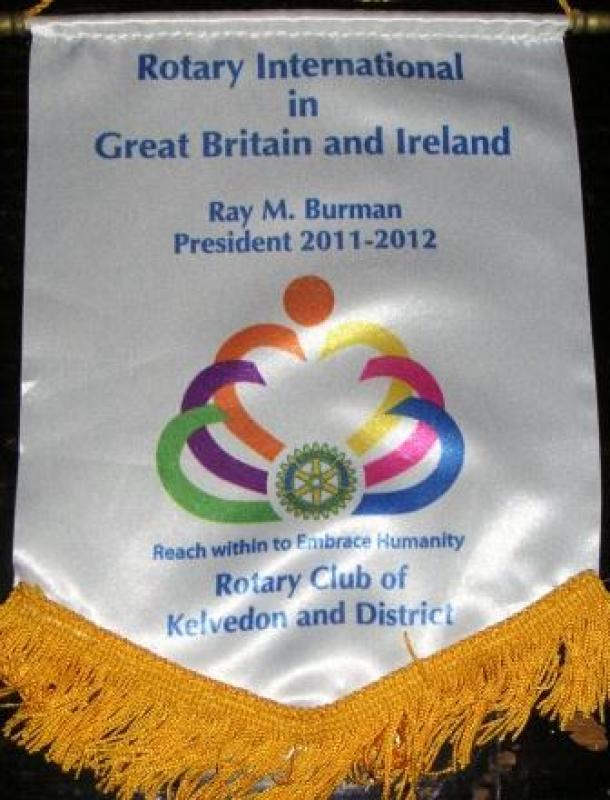 Rotary International
in
Great Britain and Ireland
Ray M. Burman
President 2011-2012
Reach within to Embrace Humanity
Rotary Club of
Kelvedon and District